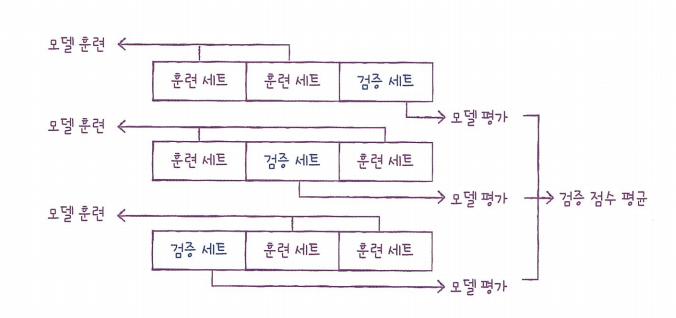 모델 훈련
훈련 세트 훈련 세트 검증 세트
모델 평가
모델 훈련
훈련 세트 검증 세트 훈련 세트
모델 평가
검증 점수 평균
모델 훈련
검증 세트 훈련 세트 훈련 세트
모델 평가